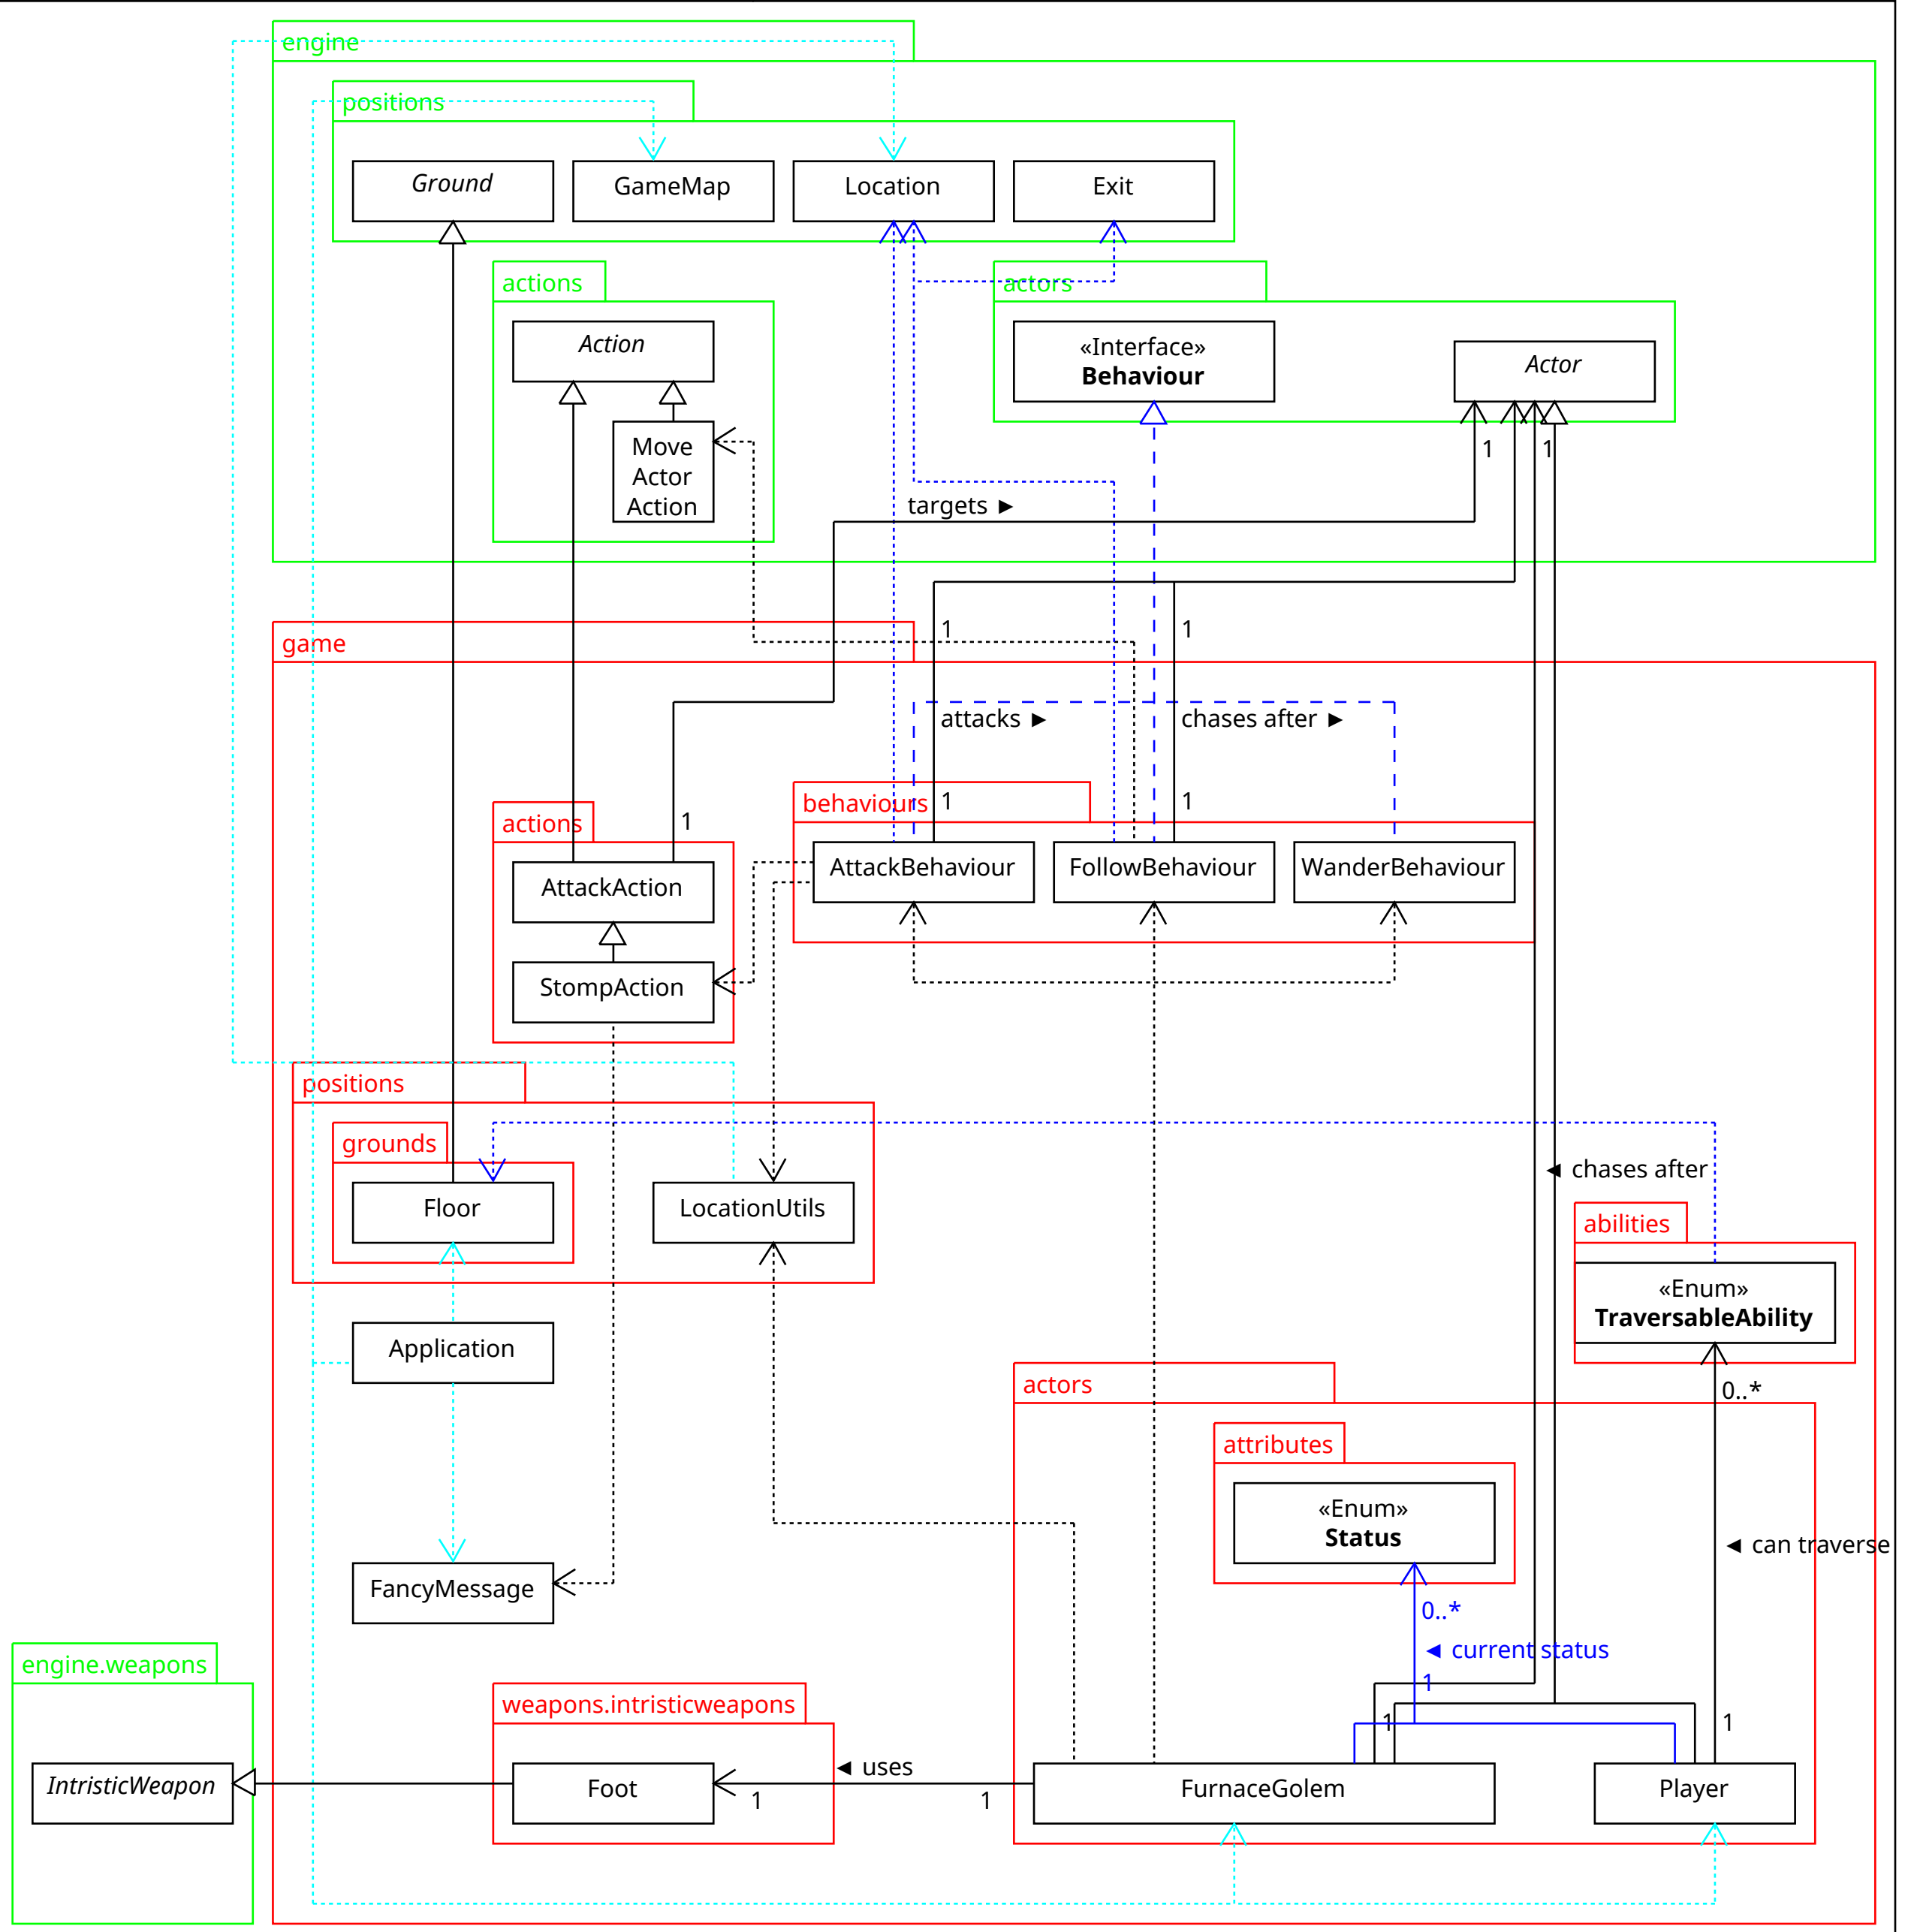 engine
positions
Ground
GameMap
Location
Exit
actions
actors
Action
«Interface»
Behaviour
Actor
Move
Actor
Action
1
1
targets ►
1
1
game
attacks ►
chases after ►
behaviours
1
1
actions
1
AttackAction
AttackBehaviour
FollowBehaviour
WanderBehaviour
StompAction
positions
grounds
◄ chases after
Floor
LocationUtils
abilities
«Enum»
TraversableAbility
Application
actors
0..*
attributes
«Enum»
Status
◄ can traverse
FancyMessage
0..*
engine.weapons
◄ current status
1
weapons.intristicweapons
1
1
◄ uses
IntristicWeapon
Foot
1
1
FurnaceGolem
Player